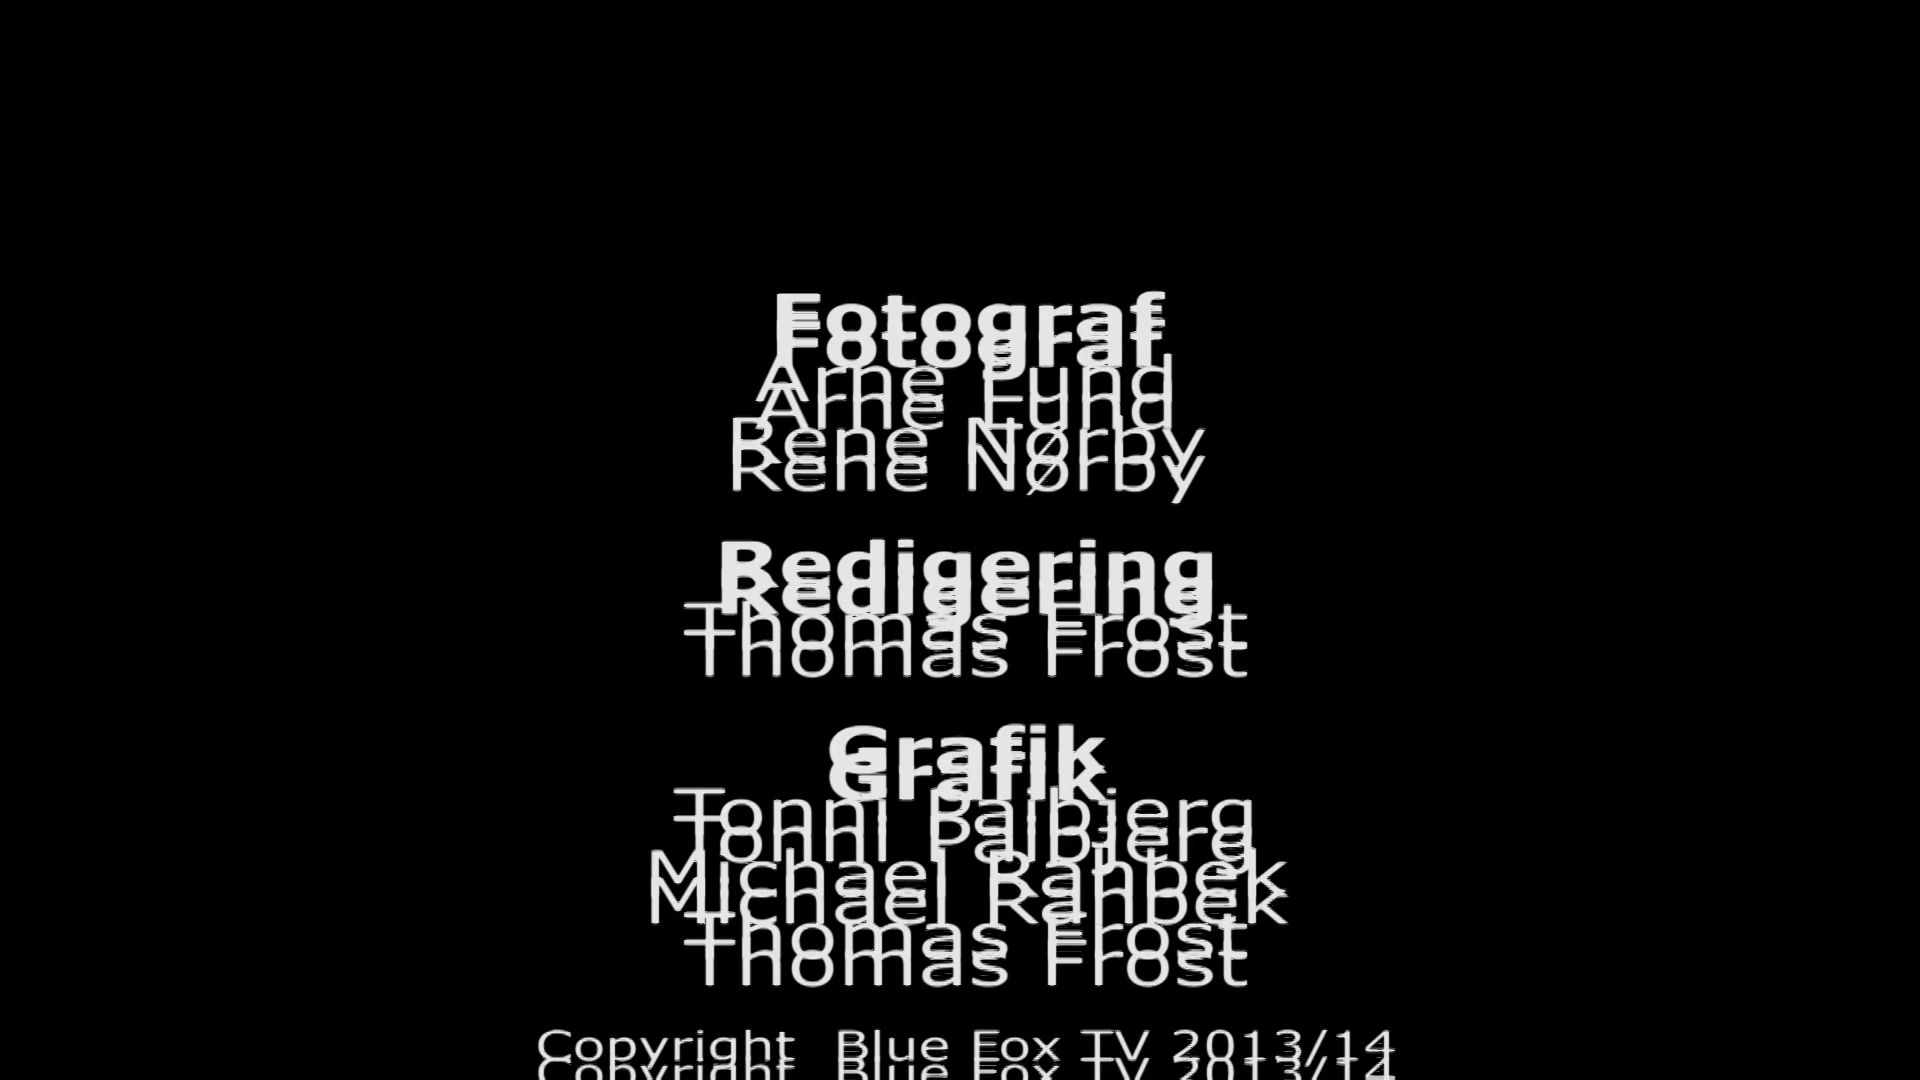 Fotograf
Arne Lund
Rene Nørby
Redigering
Thomas Frost
Grafik
Tonni Palbjerg
Michael Rahbek
Thomas Frost
Copyright Blue Fox TV 2013/14